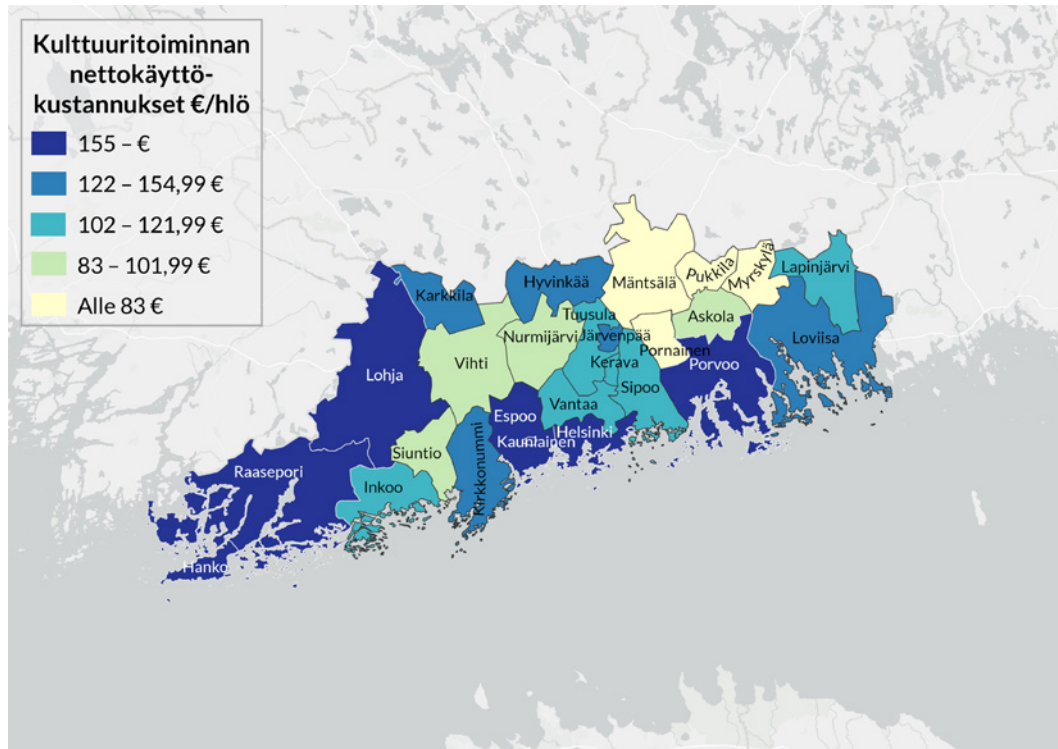 Kulttuuritoiminnan
nettokäyttö-
kustannukset €/hlö
155 – €
122 – 154,99 €
102 – 121,99 €
83 – 101,99 €
Alle 83 €
Karkkila
Hyvinkää
Mäntsälä
Pukkila
Myrskylä
Lapinjärvi
Tuusula
Askola
Nurmijärvi
Järvenpää
Loviisa
Pornainen
Vihti
Kerava
Porvoo
Lohja
Sipoo
Vantaa
Espoo
Helsinki
Kauniainen
Siuntio
Raasepori
Inkoo
Kirkkonummi
Hanko